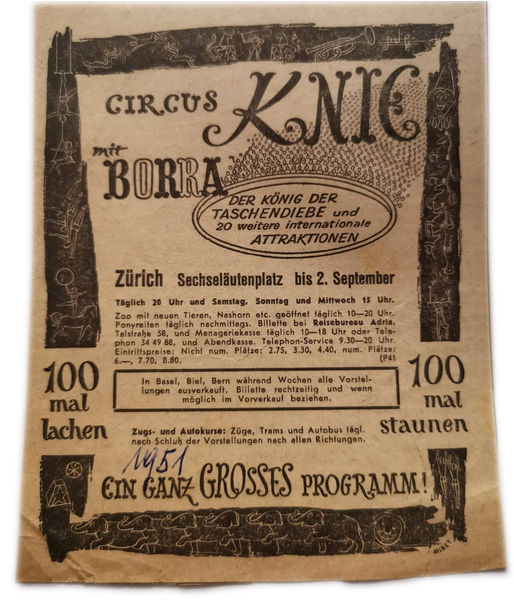 CIRCUS KNIE
mit
BORRA
DER KÖNIG DER
TASCHENDIEBE und
20 weitere internationale
ATTRAKTIONEN
Zürich Sechseläutenplatz bis 2. September
Täglich 20 Uhr und Samstag, Sonntag und Mittwoch 15 Uhr.
Zoo mit neuen Tieren, Nashorn etc. geöffnet täglich 10—20 Uhr.
Ponyreiten täglich nachmittags. Billette bei Reisebureau Adria,
Talstraße 58, und Menageriekasse täglich 10—18 Uhr oder Tele-
phon 34 49 88, und Abendkasse. Telephon-Service 9.30—20 Uhr.
Eintrittspreise: Nicht num. Plätze: 2.75, 3.30, 4.40, num. Plätze:
6.—, 7.70, 8.80. (P41
100
mal
lachen
In Basel, Biel, Bern während Wochen alle Vorstel-
lungen ausverkauft. Billette rechtzeitig und wenn
möglich im Vorverkauf beziehen.
100
mal
staunen
Zugs- und Autokurse: Züge, Trams und Autobus tägl.
nach Schluß der Vorstellungen nach allen Richtungen.
1951
EIN GANZ GROSSES PROGRAMM!